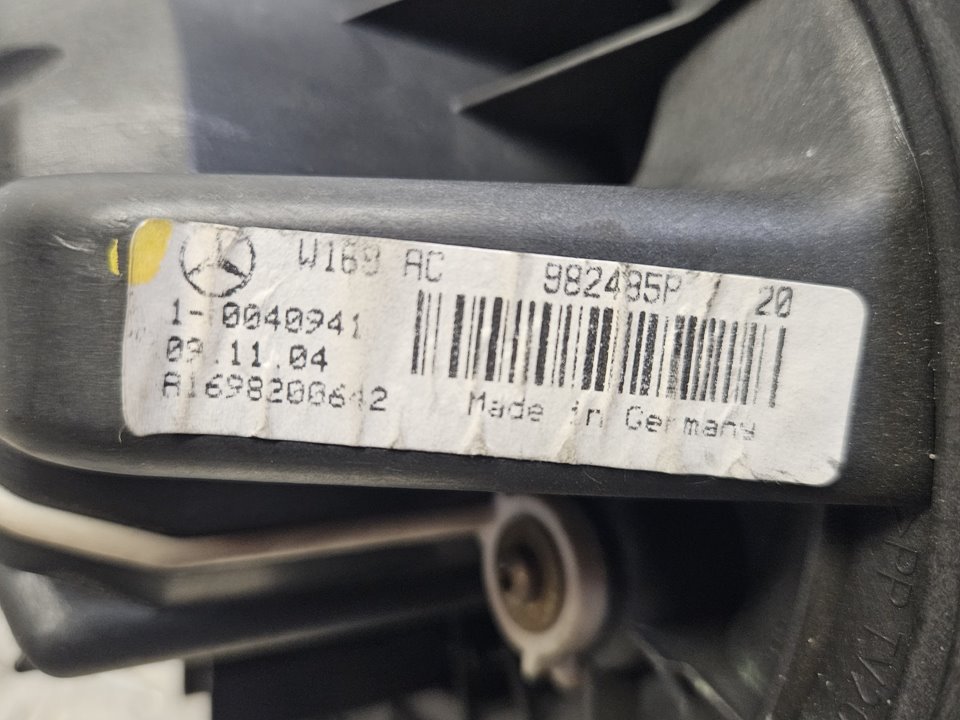 W169 AC 982485P 20
1-0040941
09.11.04
A1698200642
Made in Germany